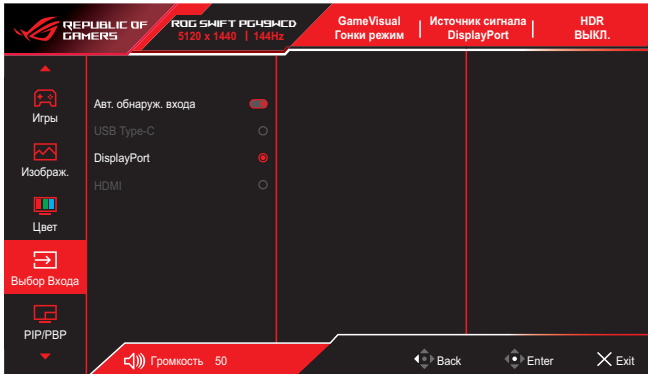 REPUBLIC OF
GAMERS
ROG SWIFT PG49WCD
5120 x 1440 | 144Hz
GameVisual
Гонки режим
Источник сигнала
DisplayPort
HDR
ВЫКЛ.
Игры
Изображ.
Цвет
Выбор Входа
PIP/PBP
Авт. обнаруж. входа
USB Type-C
DisplayPort
HDMI
Громкость 50
Back
Enter
Exit